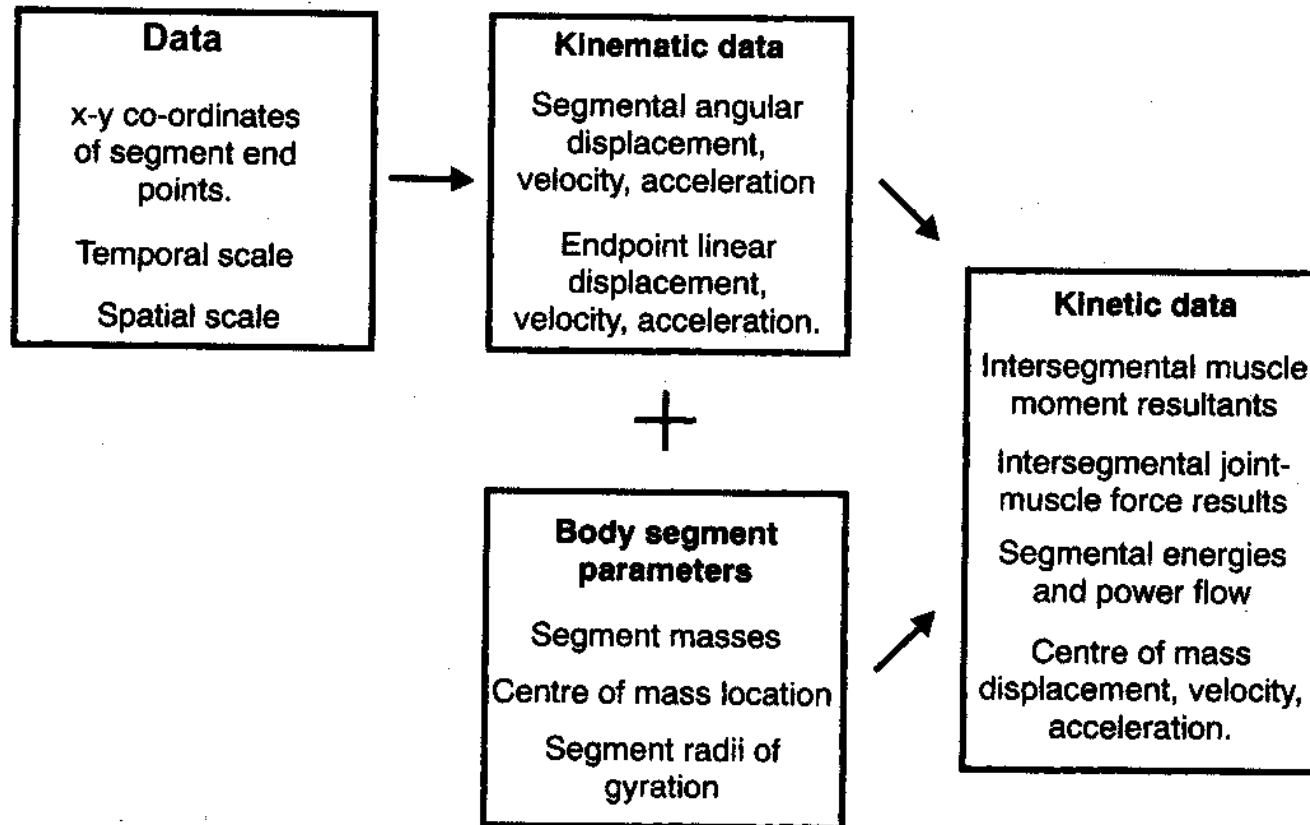 Data
x-y co-ordinates
of segment end
points.
Temporal scale
Spatial scale
Kinematic data
Segmental angular
displacement,
velocity, acceleration
Endpoint linear
displacement,
velocity, acceleration.
+
Body segment
parameters
Segment masses
Centre of mass location
Segment radii of
gyration
Kinetic data
Intersegmental muscle
moment resultants
Intersegmental joint-
muscle force results
Segmental energies
and power flow
Centre of mass
displacement, velocity,
acceleration.